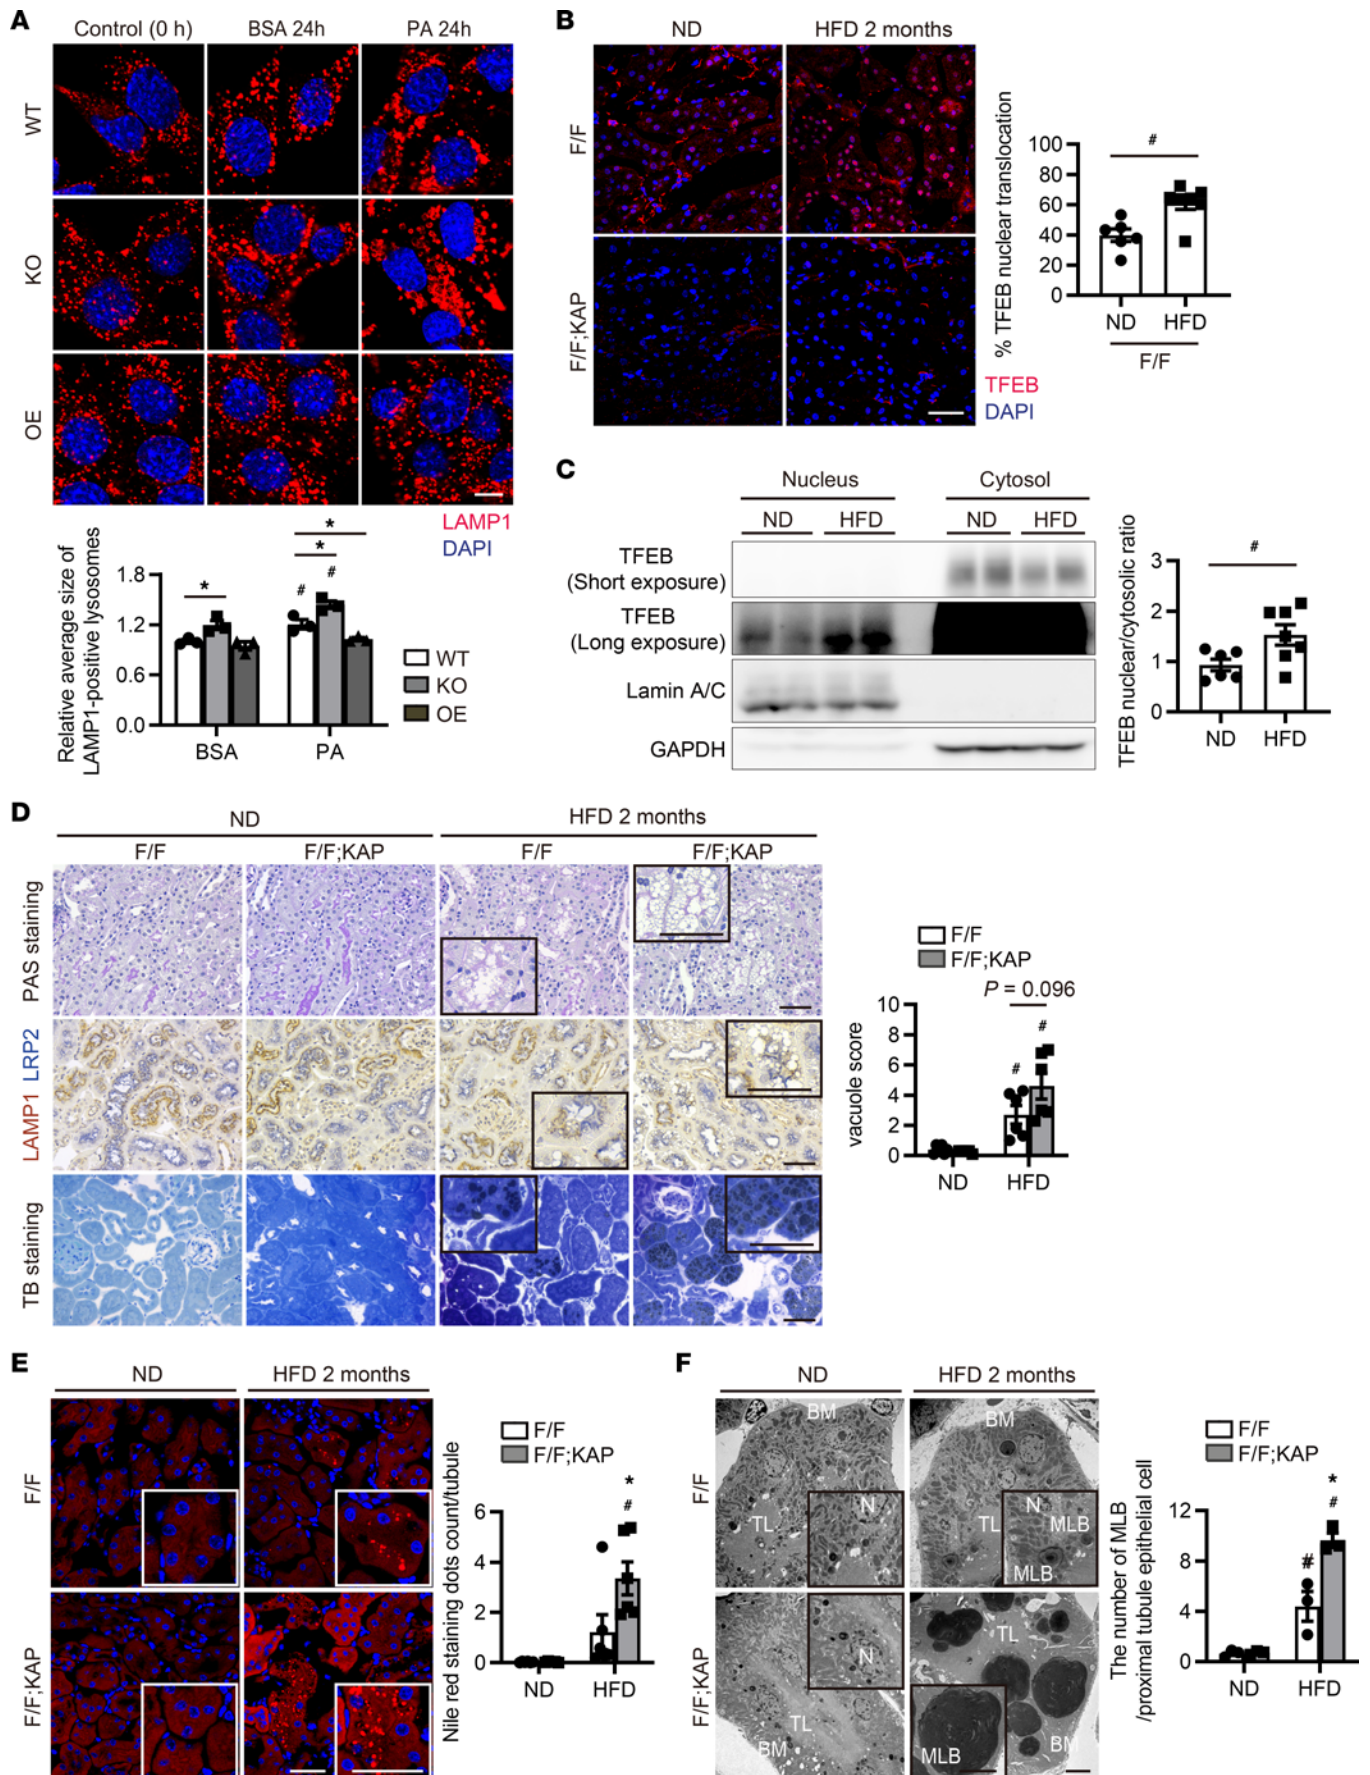 A
Control (0 h) BSA 24h PA 24h
WT
KO
OE
LAMP1
DAPI
Relative average size of
LAMP1-positive lysosomes
1.8
1.2
0.6
0.0
*
#
*
*
#
BSA PA
WT
KO
OE
B
ND HFD 2 months
F/F
F/F;KAP
TFEB
DAPI
% TFEB nuclear translocation
100
80
60
40
20
0
#
ND HFD
F/F
C
Nucleus Cytosol
ND HFD ND HFD
TFEB
(Short exposure)
TFEB
(Long exposure)
Lamin A/C
GAPDH
TFEB nuclear/cytosolic ratio
3
2
1
0
#
ND HFD
D
ND HFD 2 months
F/F F/F;KAP F/F F/F;KAP
PAS staining
LAMP1 LRP2
TB staining
F/F
F/F;KAP
P = 0.096
vacuole score
10
8
6
4
2
0
#
#
ND HFD
E
ND HFD 2 months
F/F
F/F;KAP
Nile red staining dots count/tubule
F/F
F/F;KAP
6
4
2
0
*
#
ND HFD
F
ND HFD 2 months
F/F
F/F;KAP
BM
N
TL
BM
N
TL
MLB
MLB
N
TL
BM
TL
MLB
BM
The number of MLB
/proximal tubule epithelial cell
F/F
F/F;KAP
12
8
4
0
#
*
#
ND HFD